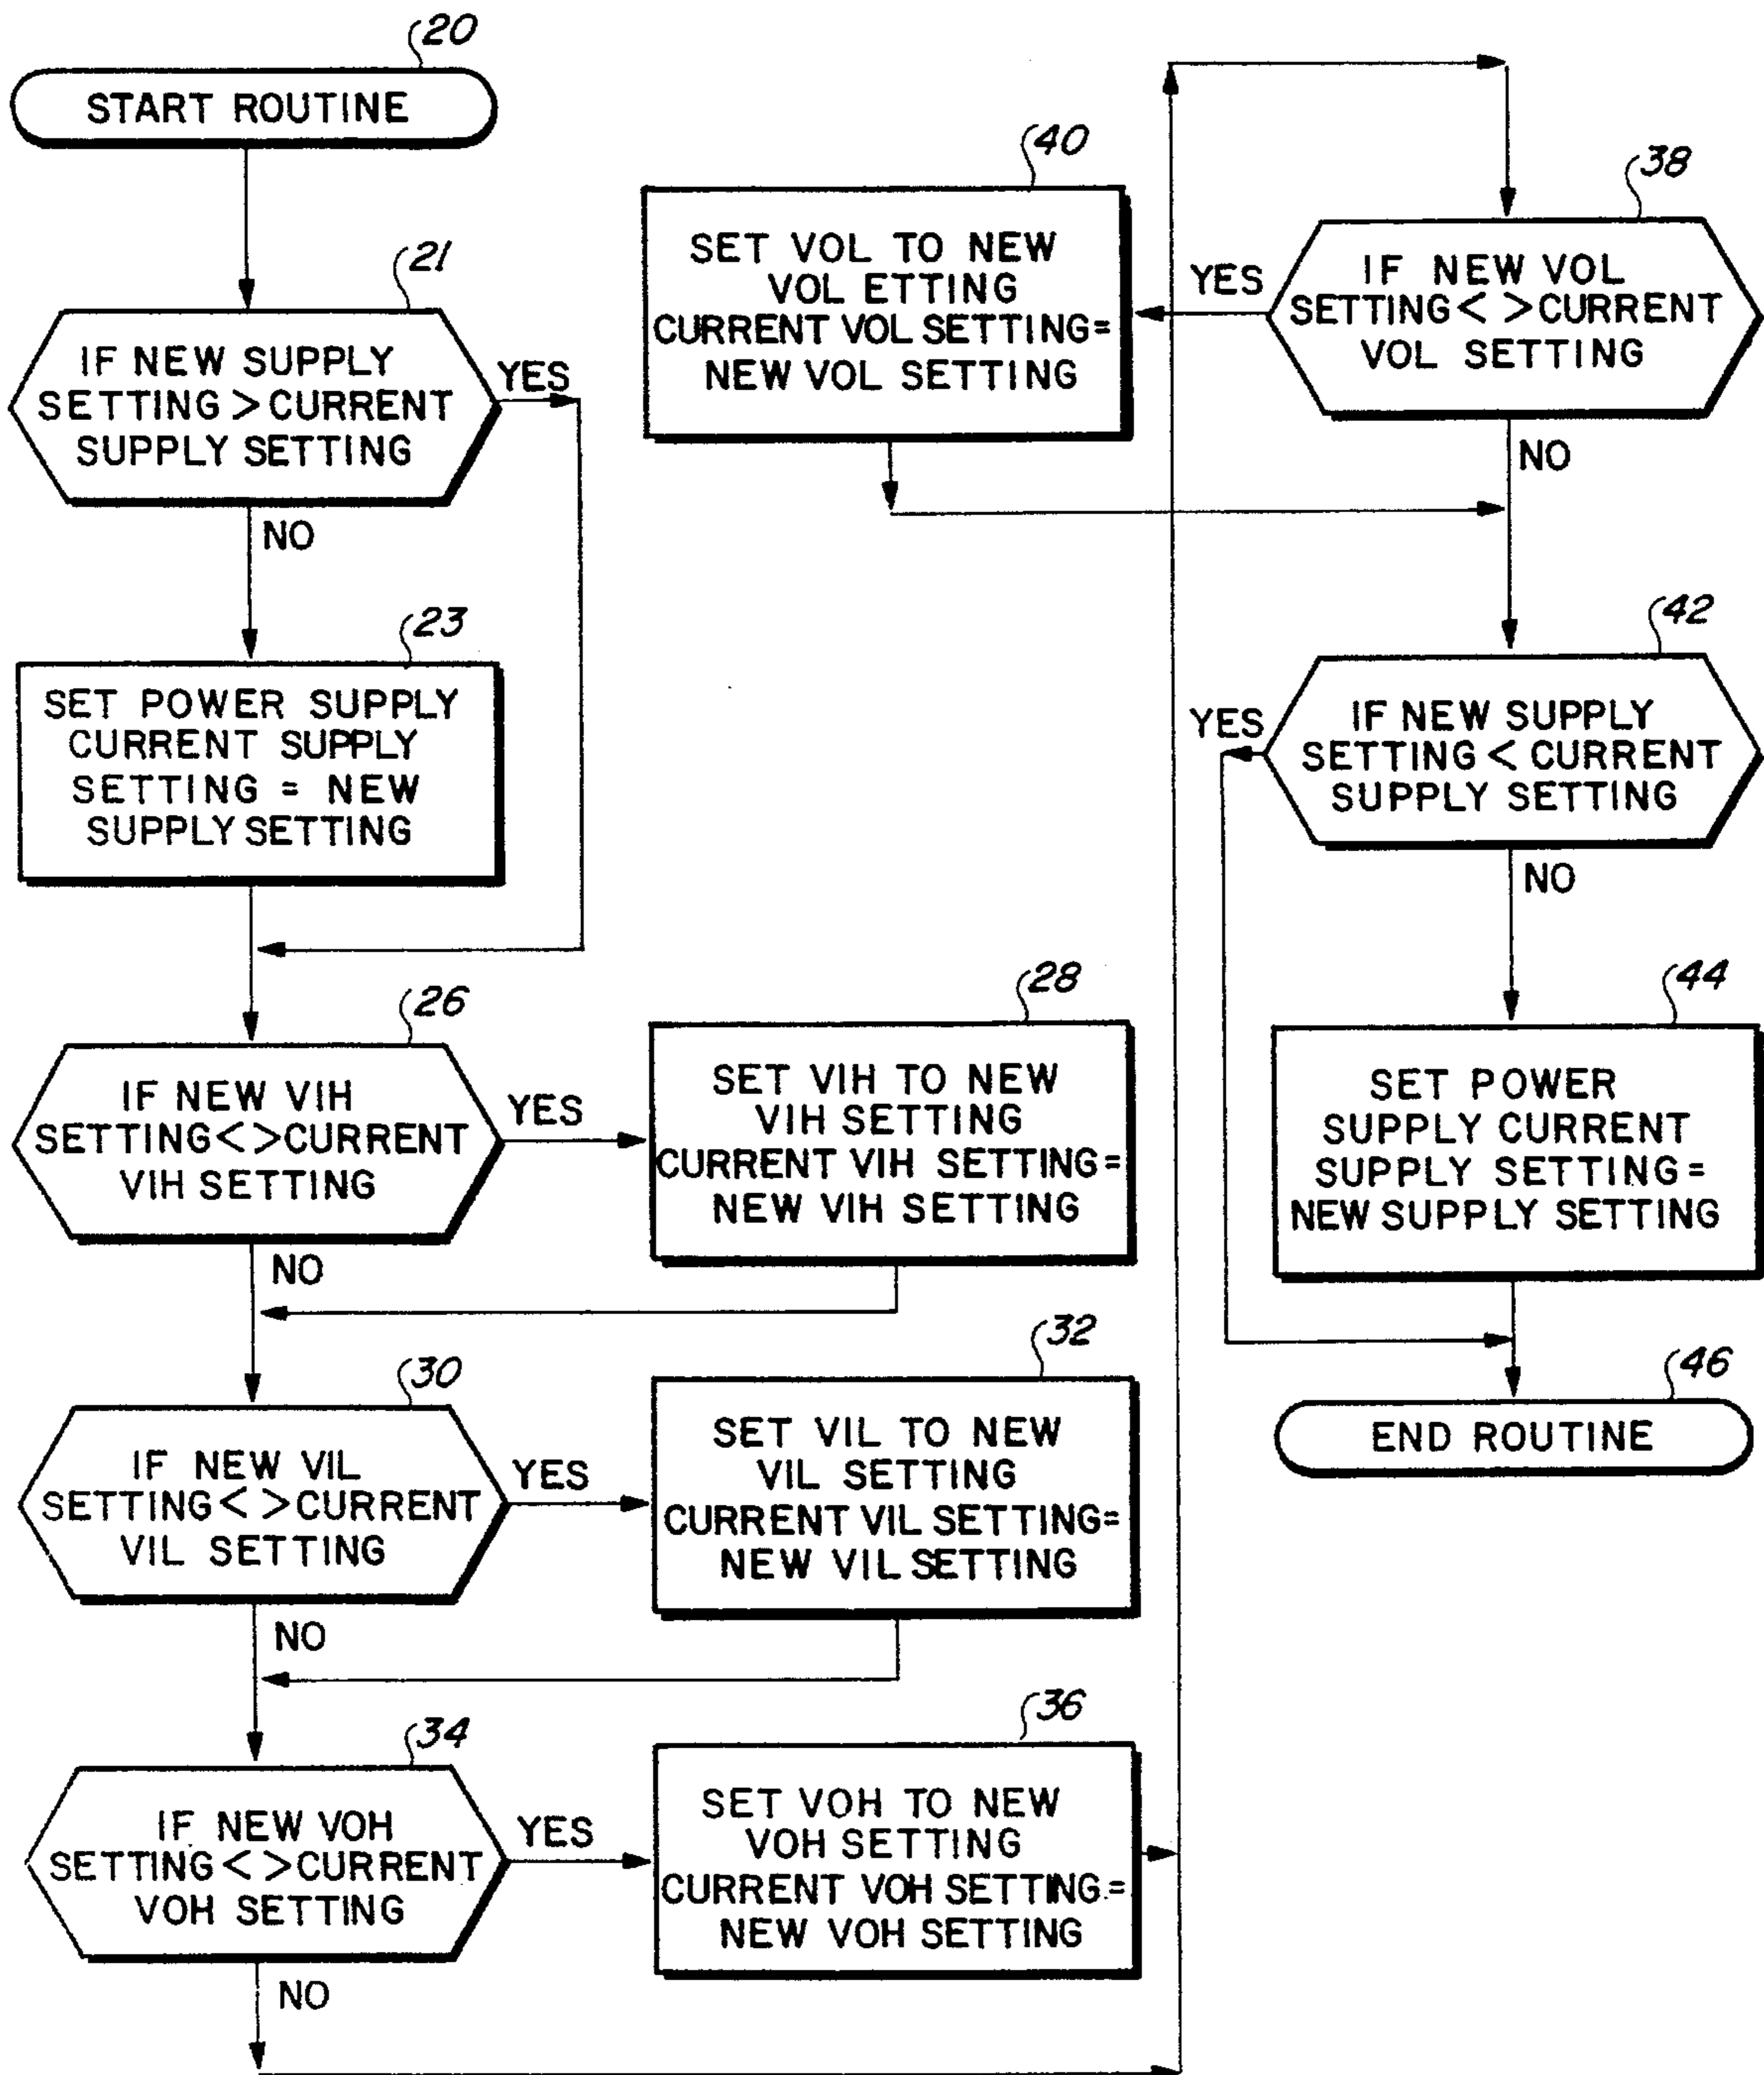 20
START ROUTINE
21
IF NEW SUPPLY
SETTING > CURRENT
SUPPLY SETTING
YES
NO
23
SET POWER SUPPLY
CURRENT SUPPLY
SETTING = NEW
SUPPLY SETTING
26
IF NEW VIH
SETTING < > CURRENT
VIH SETTING
YES
NO
28
SET VIH TO NEW
VIH SETTING
CURRENT VIH SETTING =
NEW VIH SETTING
30
IF NEW VIL
SETTING < > CURRENT
VIL SETTING
YES
NO
32
SET VIL TO NEW
VIL SETTING
CURRENT VIL SETTING =
NEW VIL SETTING
34
IF NEW VOH
SETTING < > CURRENT
VOH SETTING
YES
NO
36
SET VOH TO NEW
VOH SETTING
CURRENT VOH SETTING =
NEW VOH SETTING
38
IF NEW VOL
SETTING < > CURRENT
VOL SETTING
YES
NO
40
SET VOL TO NEW
VOL ETTING
CURRENT VOL SETTING =
NEW VOL SETTING
42
IF NEW SUPPLY
SETTING < CURRENT
SUPPLY SETTING
YES
NO
44
SET POWER
SUPPLY CURRENT
SUPPLY SETTING =
NEW SUPPLY SETTING
46
END ROUTINE